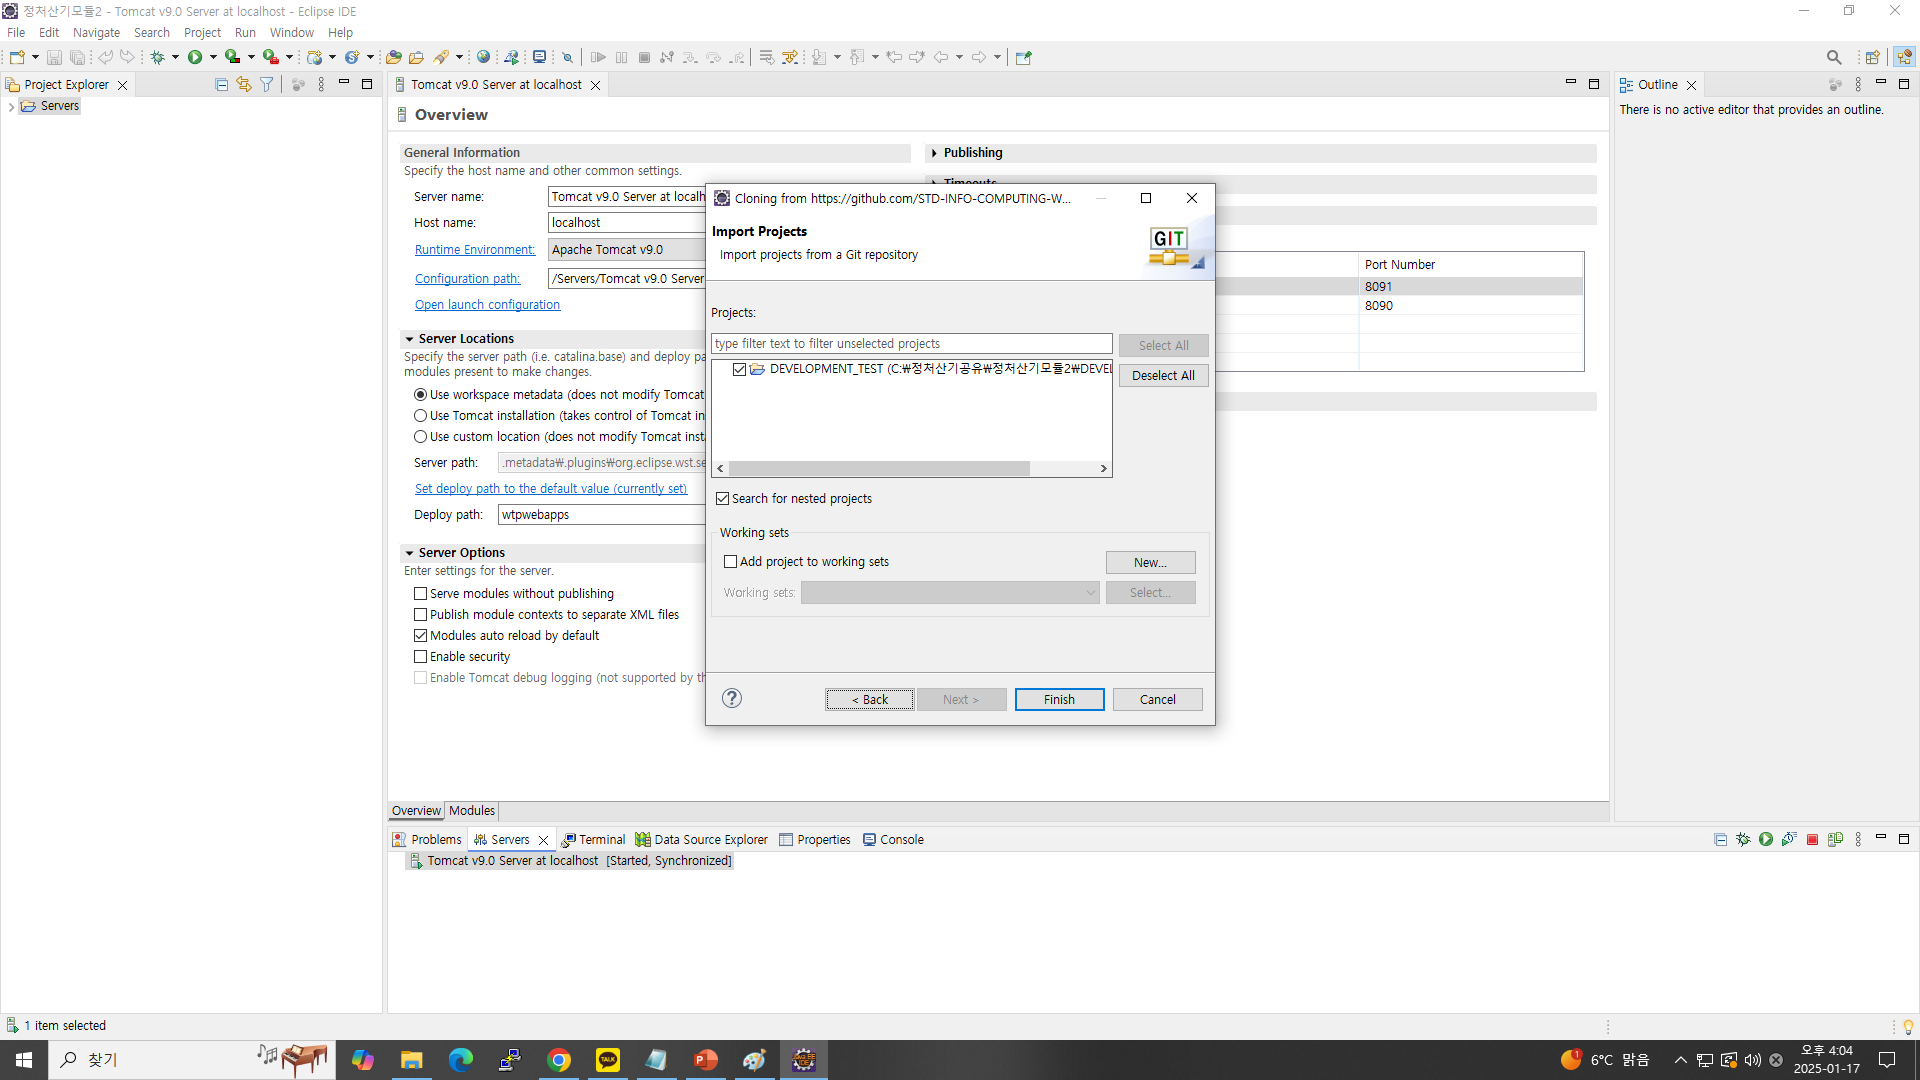 정처산기모듈2 - Tomcat v9.0 Server at localhost - Eclipse IDE
File Edit Navigate Search Project Run Window Help
Project Explorer
Servers
Tomcat v9.0 Server at localhost
Overview
General Information
Specify the host name and other common settings.
Server name: Tomcat v9.0 Server at localh
Host name: localhost
Runtime Environment: Apache Tomcat v9.0
Configuration path: /Servers/Tomcat v9.0 Server
Open launch configuration
Server Locations
Specify the server path (i.e. catalina.base) and deploy pa
modules present to make changes.
Use workspace metadata (does not modify Tomcat
Use Tomcat installation (takes control of Tomcat in
Use custom location (does not modify Tomcat insta
Server path: .metadata₩.plugins₩org.eclipse.wst.se
Set deploy path to the default value (currently set)
Deploy path: wtpwebapps
Server Options
Enter settings for the server.
Serve modules without publishing
Publish module contexts to separate XML files
Modules auto reload by default
Enable security
Enable Tomcat debug logging (not supported by th
Publishing
Timeouts
Port Number
8091
8090
Cloning from https://github.com/STD-INFO-COMPUTING-W...
Import Projects
Import projects from a Git repository
GIT
Projects:
type filter text to filter unselected projects
Select All
DEVELOPMENT_TEST (C:₩정처산기공유₩정처산기모듈2₩DEVEL
Deselect All
Search for nested projects
Working sets
Add project to working sets
New...
Working sets:
Select...
< Back Next > Finish Cancel
Outline
There is no active editor that provides an outline.
Overview Modules
Problems Servers Terminal Data Source Explorer Properties Console
Tomcat v9.0 Server at localhost [Started, Synchronized]
1 item selected
찾기
TALK
JAVA EE
IDE
1
6°C 맑음
오후 4:04
2025-01-17